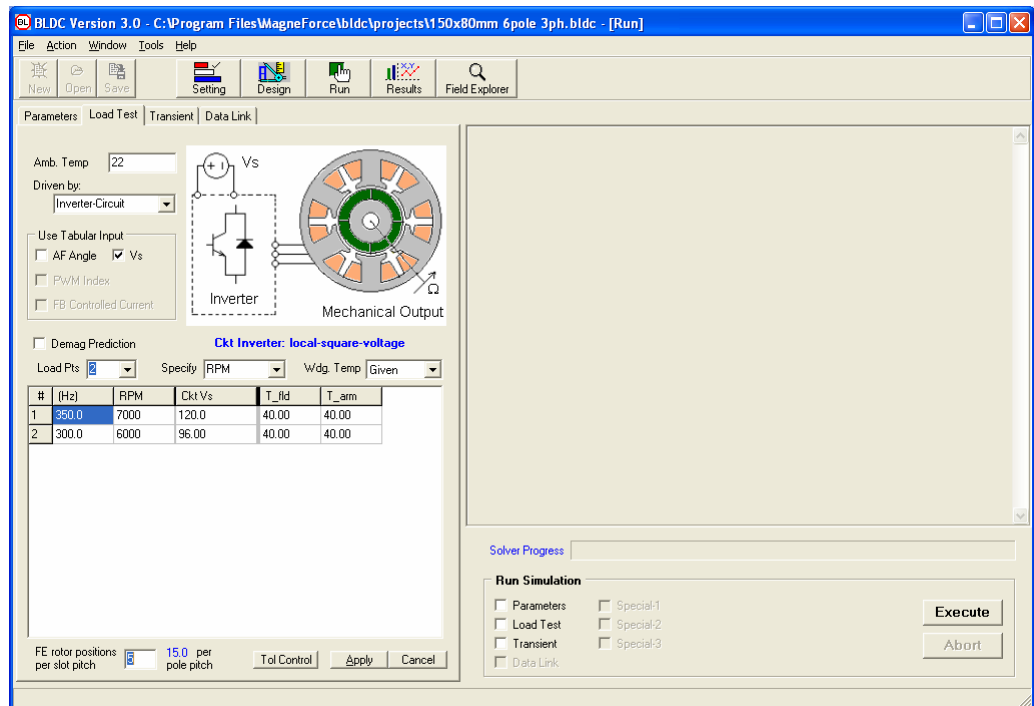 BLDC Version 3.0 - C:\Program Files\MagneForce\bldc\projects\150x80mm 6pole 3ph.bldc - [Run]
File Action Window Tools Help
New Open Save Setting Design Run Results Field Explorer
Parameters Load Test Transient Data Link
Amb. Temp 22
Driven by:
Inverter-Circuit
Use Tabular Input
AF Angle Vs
PWM Index
FB Controlled Current
Vs
Inverter
Ω
Mechanical Output
Demag Prediction Ckt Inverter: local-square-voltage
Load Pts 2 Specify RPM Wdg. Temp Given
# (Hz) RPM Ckt Vs T_fld T_arm
1 350.0 7000 120.0 40.00 40.00
2 300.0 6000 96.00 40.00 40.00
FE rotor positions per slot pitch 5 15.0 per pole pitch Tol Control Apply Cancel
Solver Progress
Run Simulation
Parameters Special-1
Load Test Special-2
Transient Special-3
Data Link
Execute
Abort